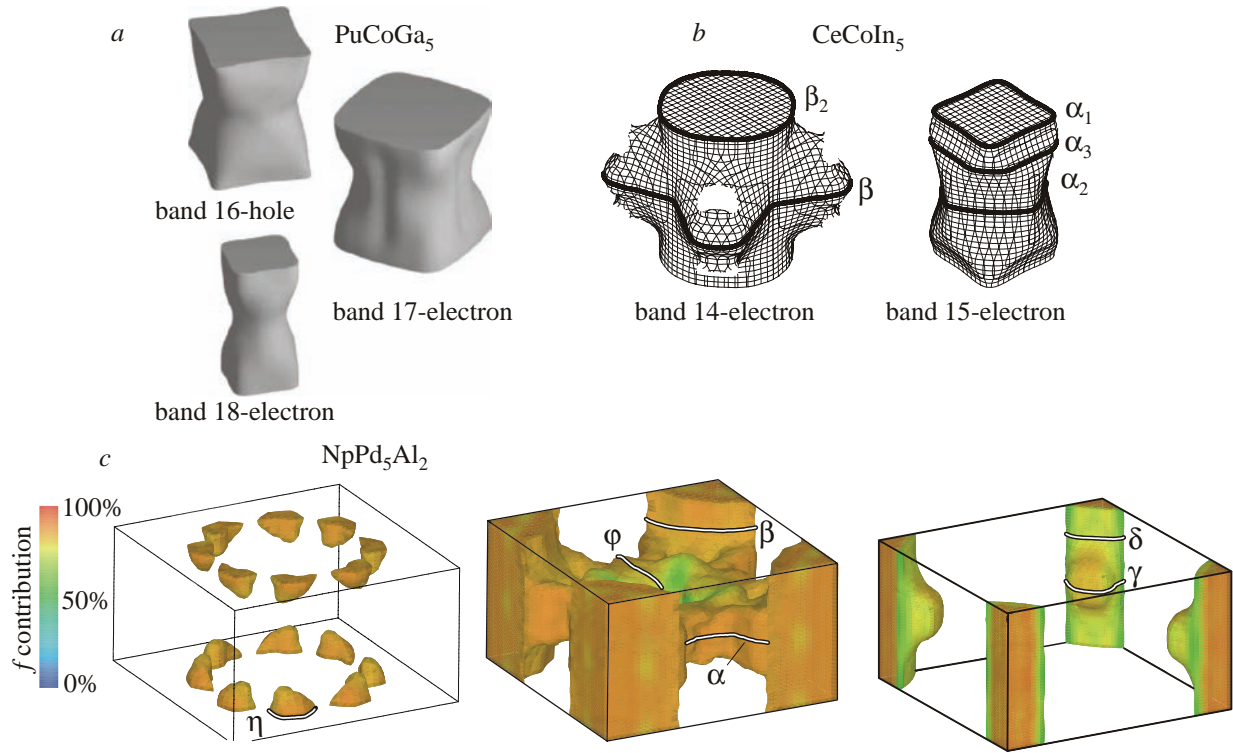 a
PuCoGa₅
b
CeCoIn₅
β₂
β
α₁
α₃
α₂
band 16-hole
band 17-electron
band 18-electron
band 14-electron
band 15-electron
c
NpPd₅Al₂
100%
50%
0%
f contribution
η
φ
β
α
δ
γ